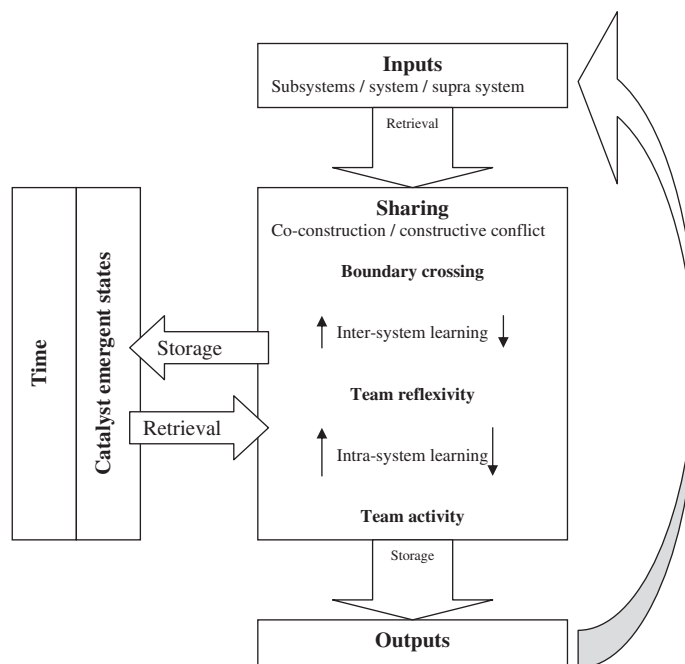 Inputs
Subsystems / system / supra system
Retrieval
Sharing
Co-construction / constructive conflict
Boundary crossing
Inter-system learning
Team reflexivity
Intra-system learning
Team activity
Time
Catalyst emergent states
Storage
Retrieval
Storage
Outputs